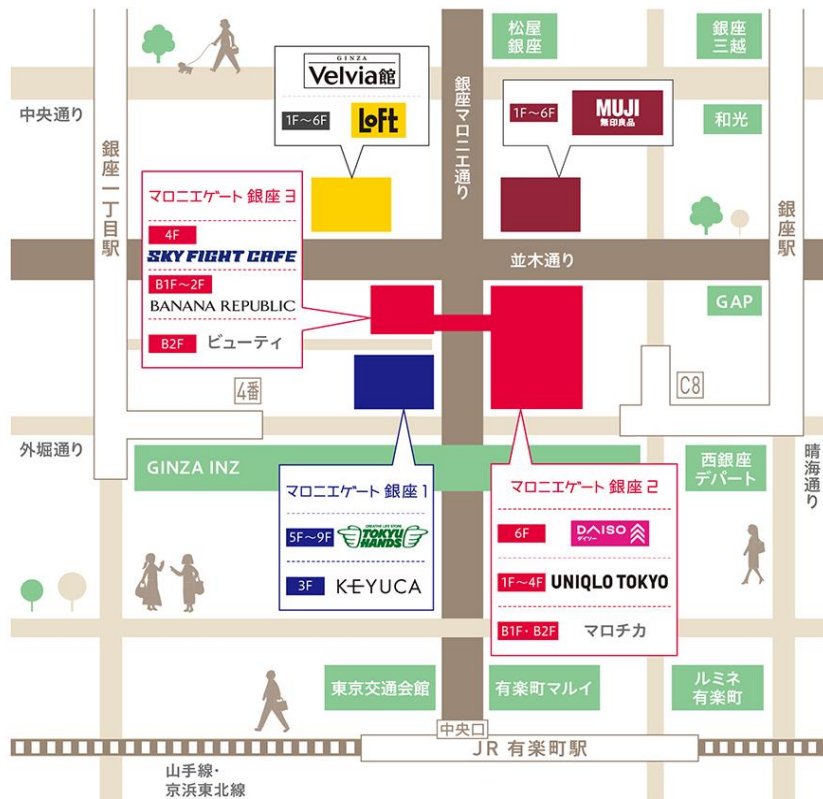 松屋
銀座
銀座
三越
GINZA
Velvia館
1F～6F
LOFT
1F～6F
MUJI
無印良品
中央通り
和光
銀座マロニエ通り
銀座一丁目駅
銀座駅
マロニエゲート 銀座3
4F
SKY FIGHT CAFE
B1F～2F
BANANA REPUBLIC
B2F
ビューティ
並木通り
GAP
4番
C8
外堀通り
GINZA INZ
西銀座
デパート
晴海通り
マロニエゲート 銀座1
5F～9F
CREATIVE LIFE STORE
TOKYU
HANDS
3F
KEYUCA
マロニエゲート 銀座2
6F
DAISO
ダイソー
1F～4F
UNIQLO TOKYO
B1F・B2F
マロチカ
東京交通会館
有楽町マルイ
ルミネ
有楽町
中央口
JR 有楽町駅
山手線・
京浜東北線